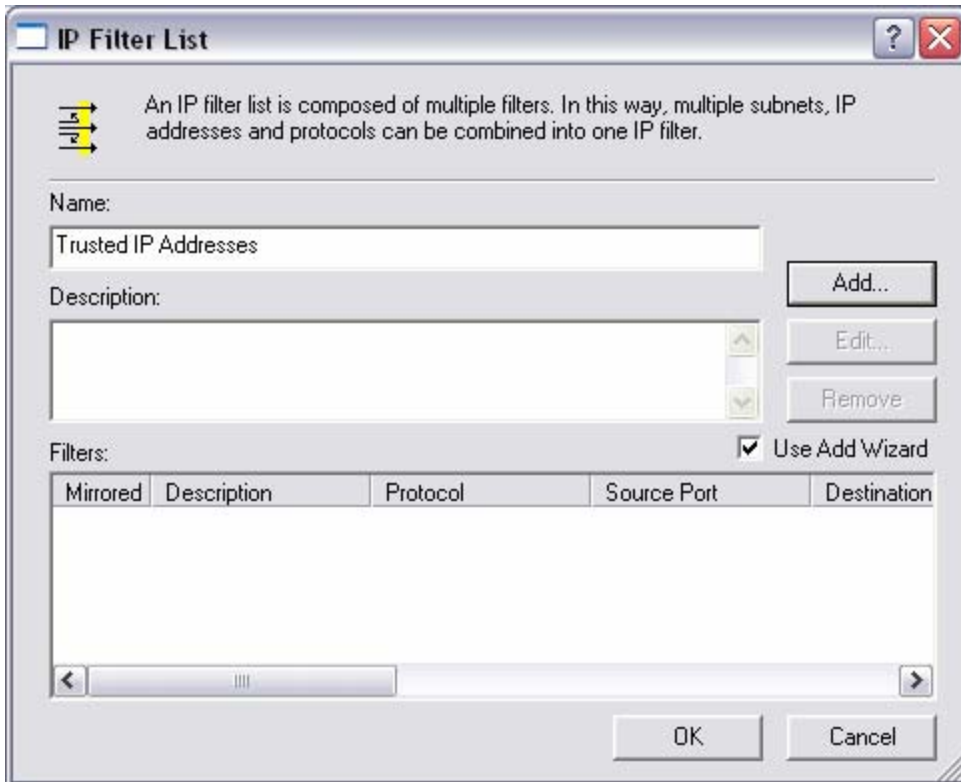 IP Filter List
An IP filter list is composed of multiple filters. In this way, multiple subnets, IP
addresses and protocols can be combined into one IP filter.
Name:
Trusted IP Addresses
Add...
Description:
Edit...
Remove
Use Add Wizard
Filters:
Mirrored Description Protocol Source Port Destination
OK Cancel